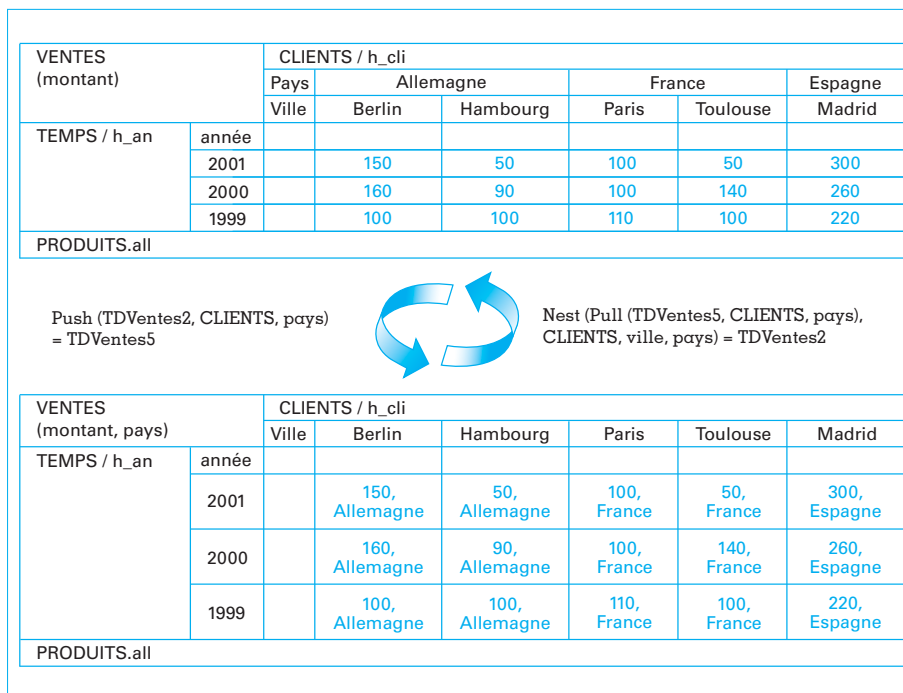 VENTES
(montant)
CLIENTS / h_cli
Pays Allemagne France Espagne
Ville Berlin Hambourg Paris Toulouse Madrid
TEMPS / h_an année
2001 150 50 100 50 300
2000 160 90 100 140 260
1999 100 100 110 100 220
PRODUITS.all
Push (TDVentes2, CLIENTS, pays)
= TDVentes5
Nest (Pull (TDVentes5, CLIENTS, pays),
CLIENTS, ville, pays) = TDVentes2
VENTES
(montant, pays)
CLIENTS / h_cli
Ville Berlin Hambourg Paris Toulouse Madrid
TEMPS / h_an année
2001 150, 50, 100, 50, 300,
Allemagne Allemagne France France Espagne
2000 160, 90, 100, 140, 260,
Allemagne Allemagne France France Espagne
1999 100, 100, 110, 100, 220,
Allemagne Allemagne France France Espagne
PRODUITS.all